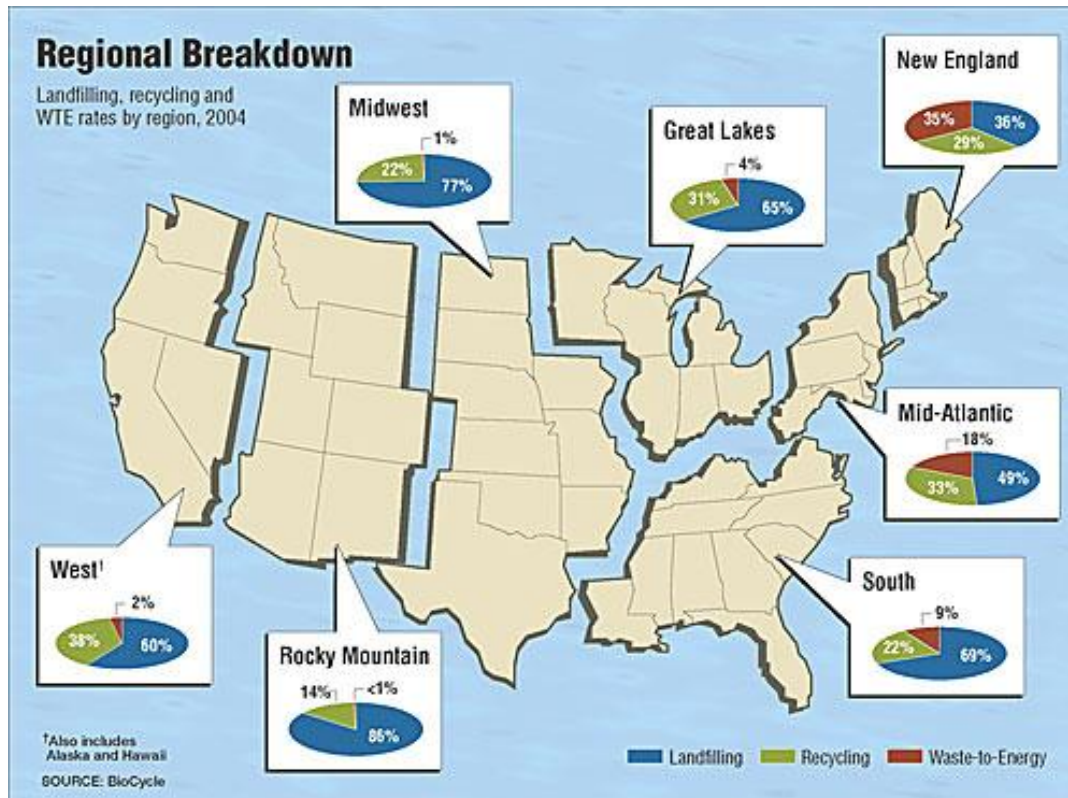 Regional Breakdown
Landfilling, recycling and
WTE rates by region, 2004
Midwest
1%
22%
77%
Great Lakes
4%
31%
65%
New England
35%
36%
29%
Mid-Atlantic
18%
33%
49%
West†
2%
38%
60%
Rocky Mountain
14%
<1%
86%
South
9%
22%
69%
†Also includes
Alaska and Hawaii
SOURCE: BioCycle
Landfilling
Recycling
Waste-to-Energy